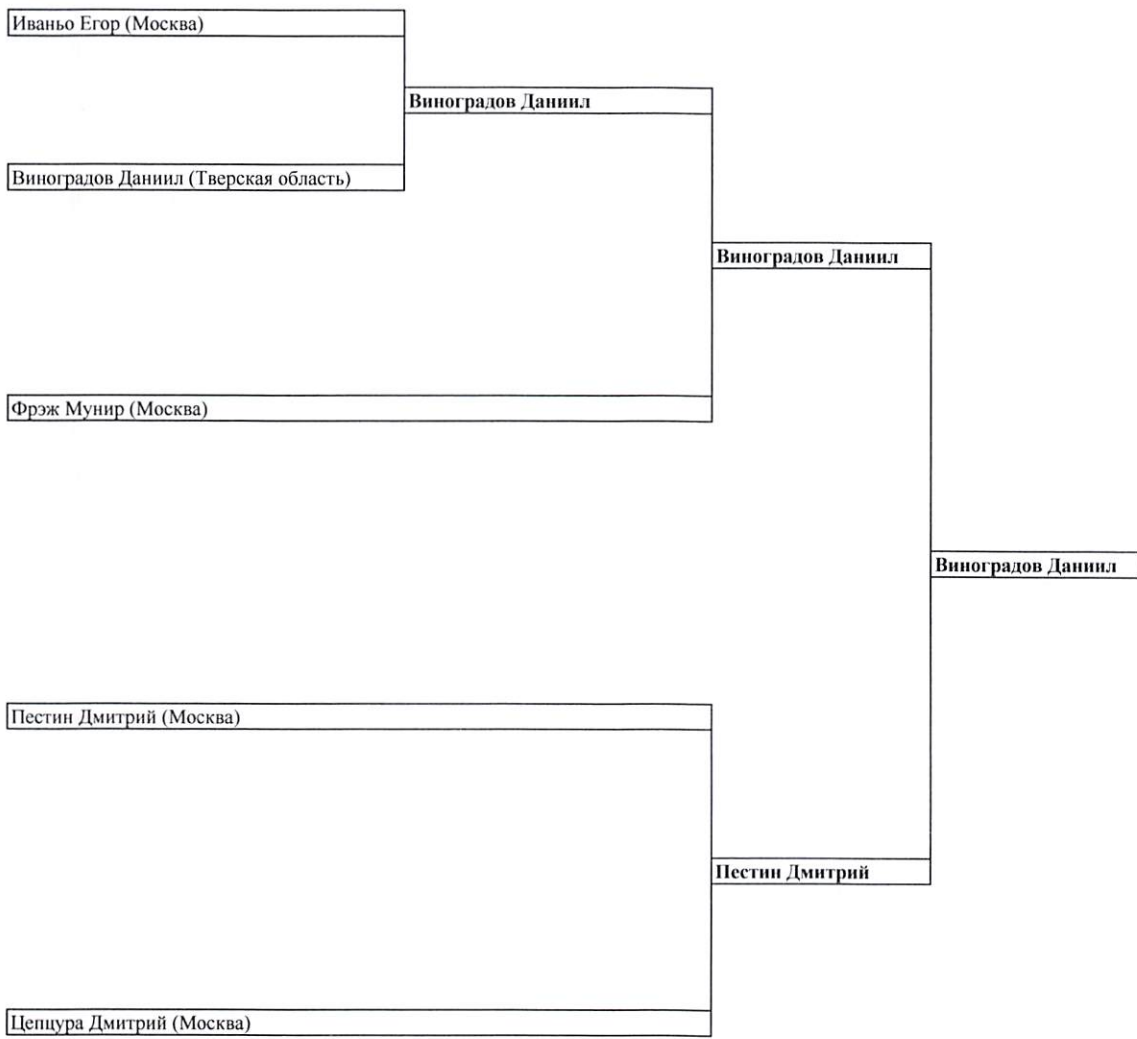 Иваньо Егор (Москва)
Виноградов Даниил
Виноградов Даниил (Тверская область)
Виноградов Даниил
Фрэж Мунир (Москва)
Виноградов Даниил
Пестин Дмитрий (Москва)
Пестин Дмитрий
Цепцура Дмитрий (Москва)